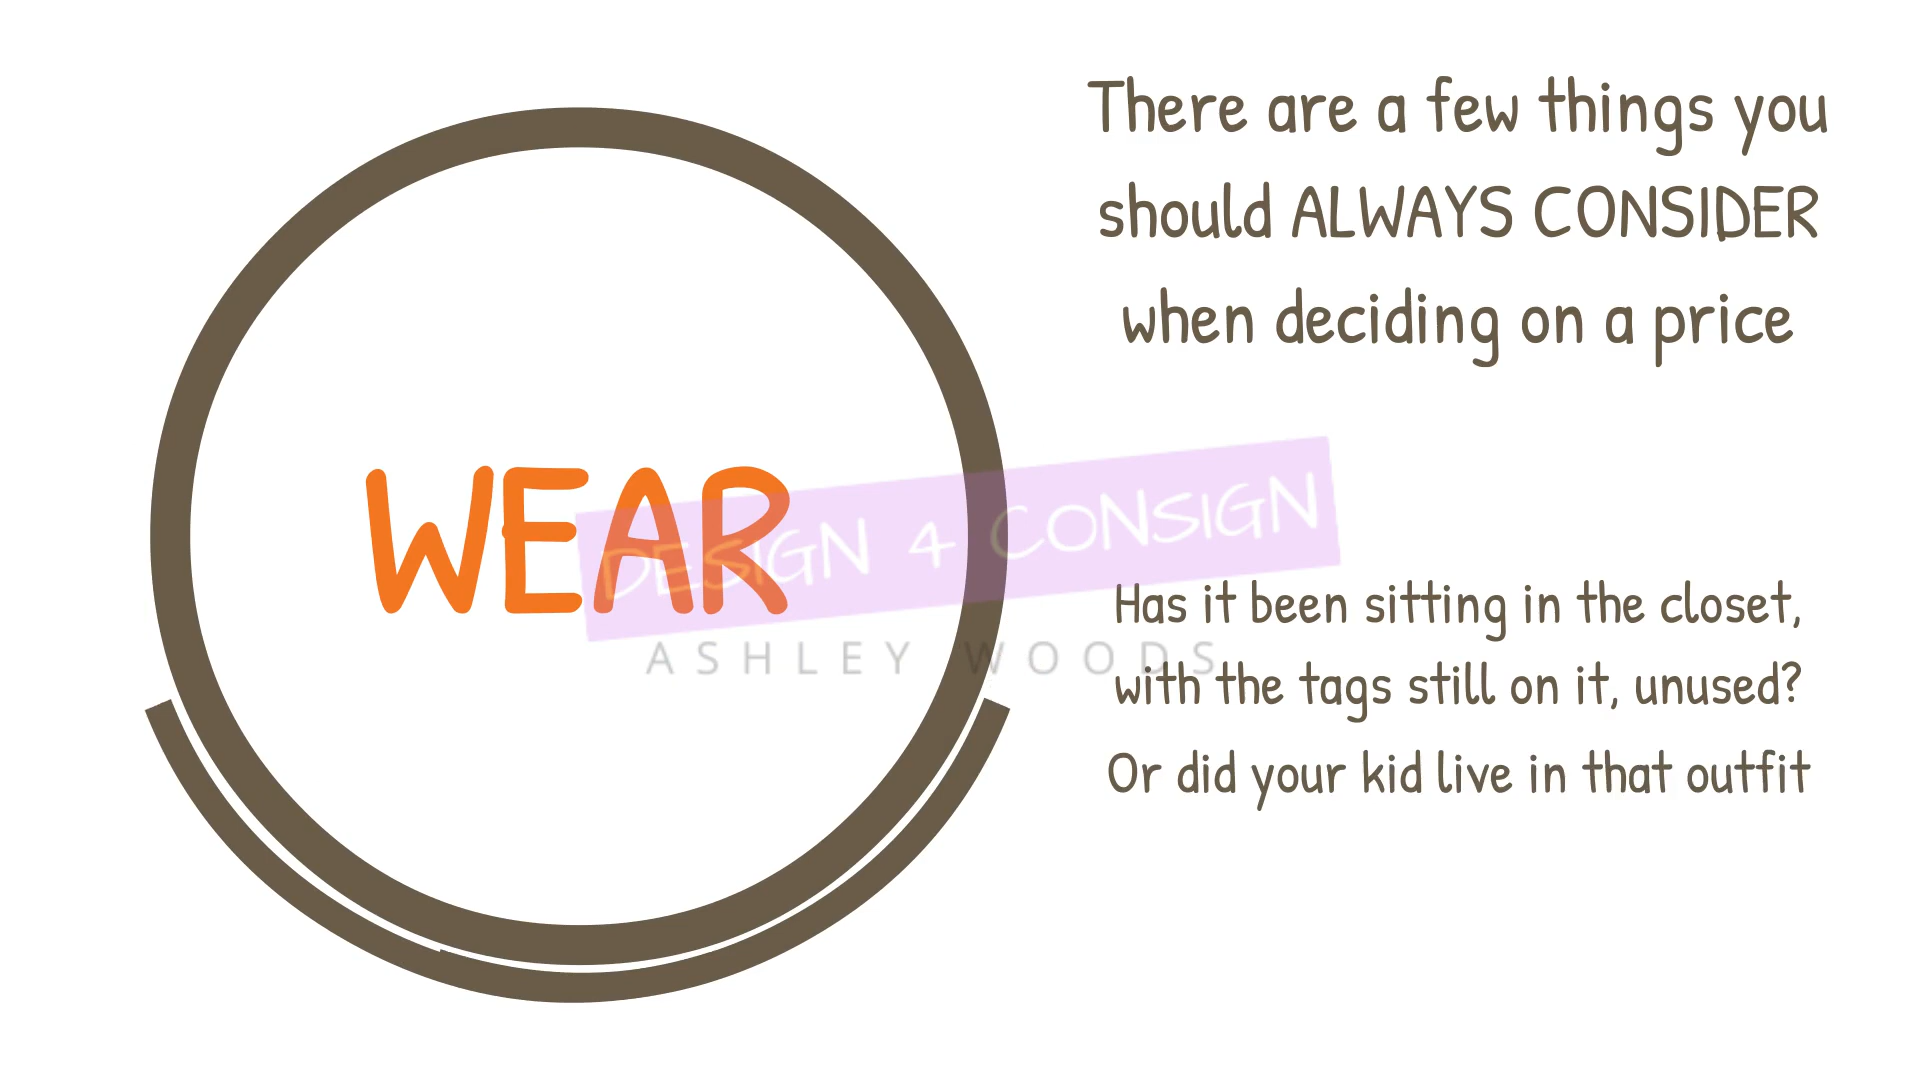 There are a few things you
should ALWAYS CONSIDER
when deciding on a price
WEAR
DESIGN 4 CONSIGN
ASHLEY WOODS
Has it been sitting in the closet,
with the tags still on it, unused?
Or did your kid live in that outfit